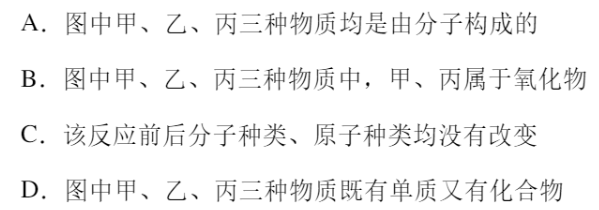 A．图中甲、乙、丙三种物质均是由分子构成的
B．图中甲、乙、丙三种物质中，甲、丙属于氧化物
C．该反应前后分子种类、原子种类均没有改变
D．图中甲、乙、丙三种物质既有单质又有化合物